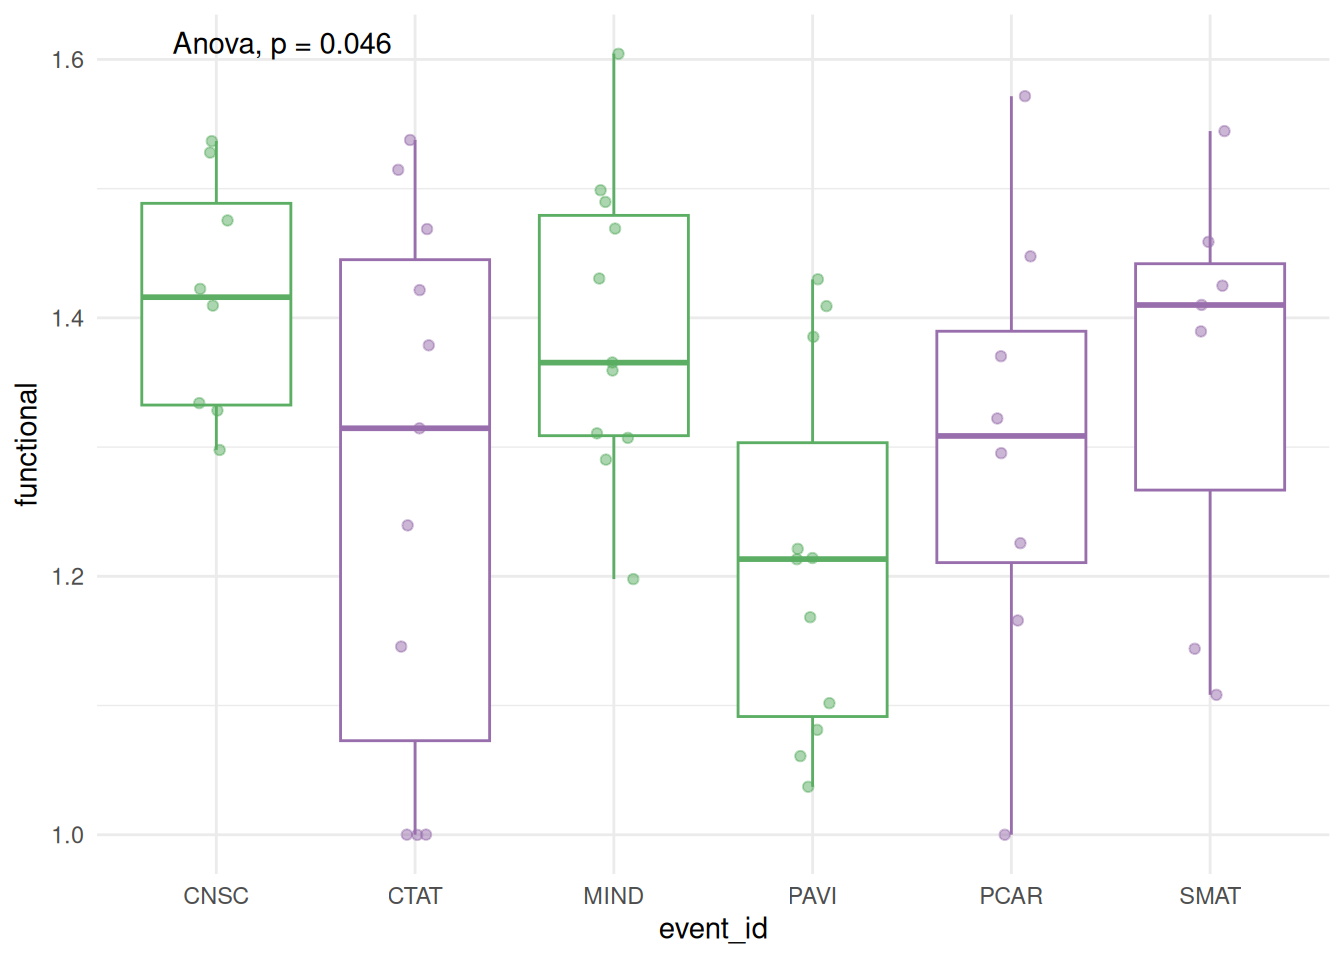 Anova, p = 0.046
functional
1.6
1.4
1.2
1.0
CNSC CTAT MIND PAVI PCAR SMAT
event_id